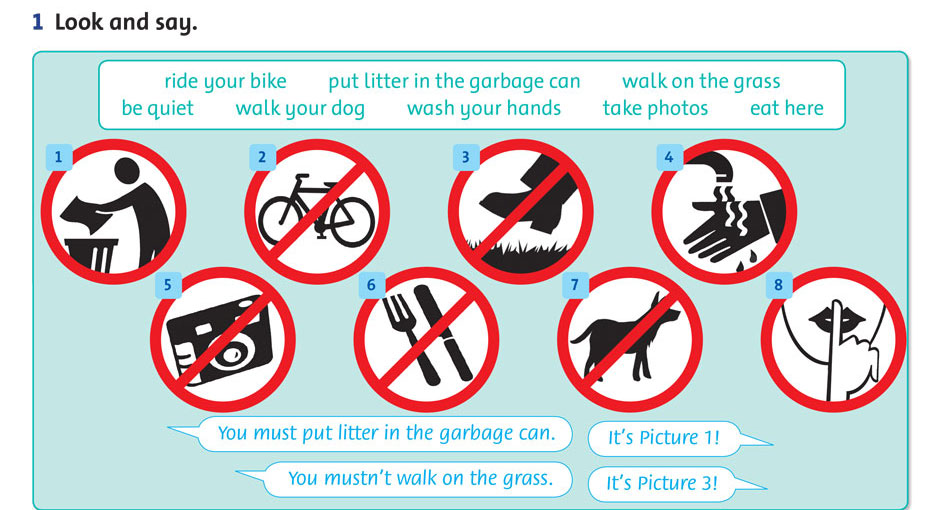 1 Look and say.
ride your bike put litter in the garbage can walk on the grass
be quiet walk your dog wash your hands take photos eat here
1 2 3 4
5 6 7 8
You must put litter in the garbage can. It's Picture 1!
You mustn't walk on the grass. It's Picture 3!